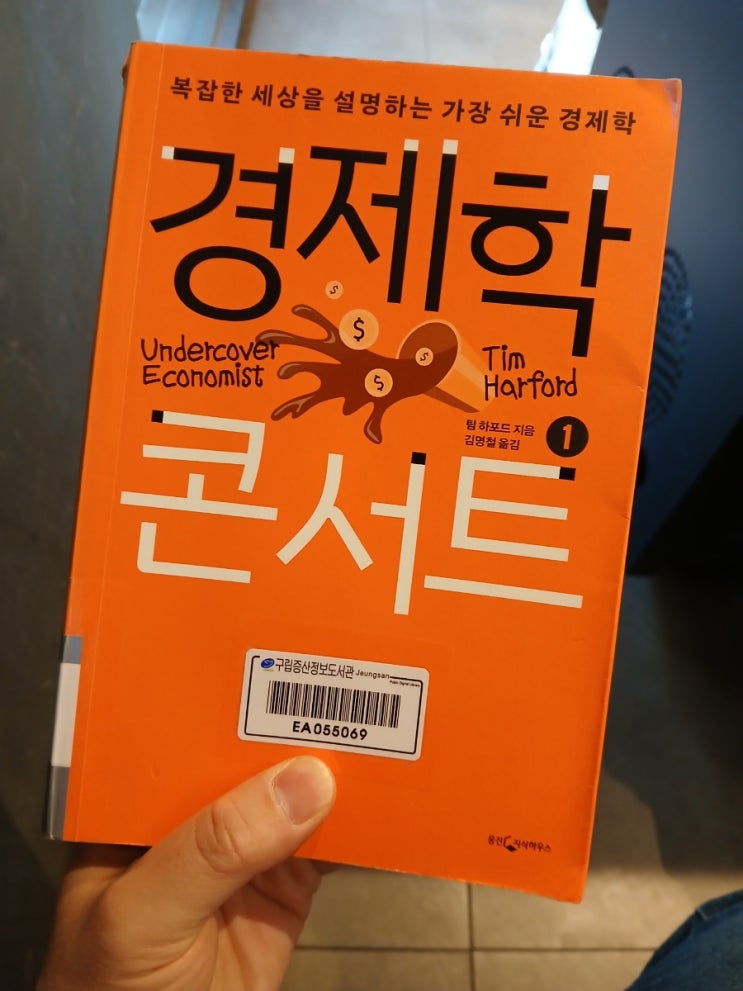 복잡한 세상을 설명하는 가장 쉬운 경제학
경제학
$
$
$
$
Undercover
Economist
Tim
Harford
팀 하포드 지음
김명철 옮김
1
콘서트
구립증산정보도서관 Jeungsan
Public Digital Library
EA055069
웅진 지식하우스